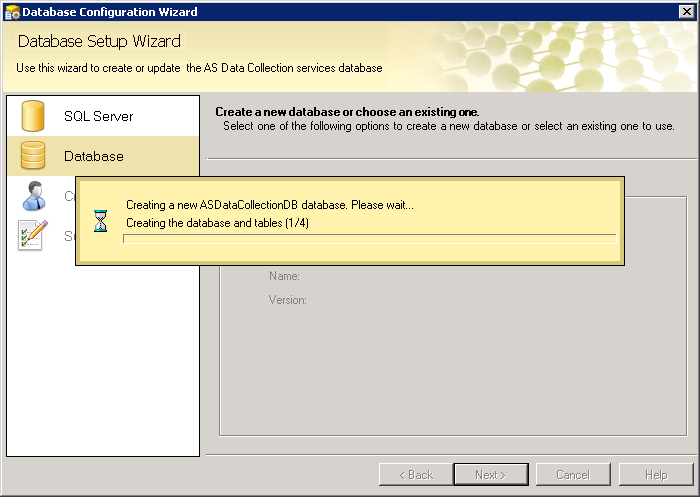 Database Configuration Wizard
Database Setup Wizard
Use this wizard to create or update the AS Data Collection services database
SQL Server
Database
Create a new database or choose an existing one.
Select one of the following options to create a new database or select an existing one to use.
Creating a new ASDataCollectionDB database. Please wait...
Creating the database and tables (1/4)
Name:
Version:
< Back
Next >
Cancel
Help